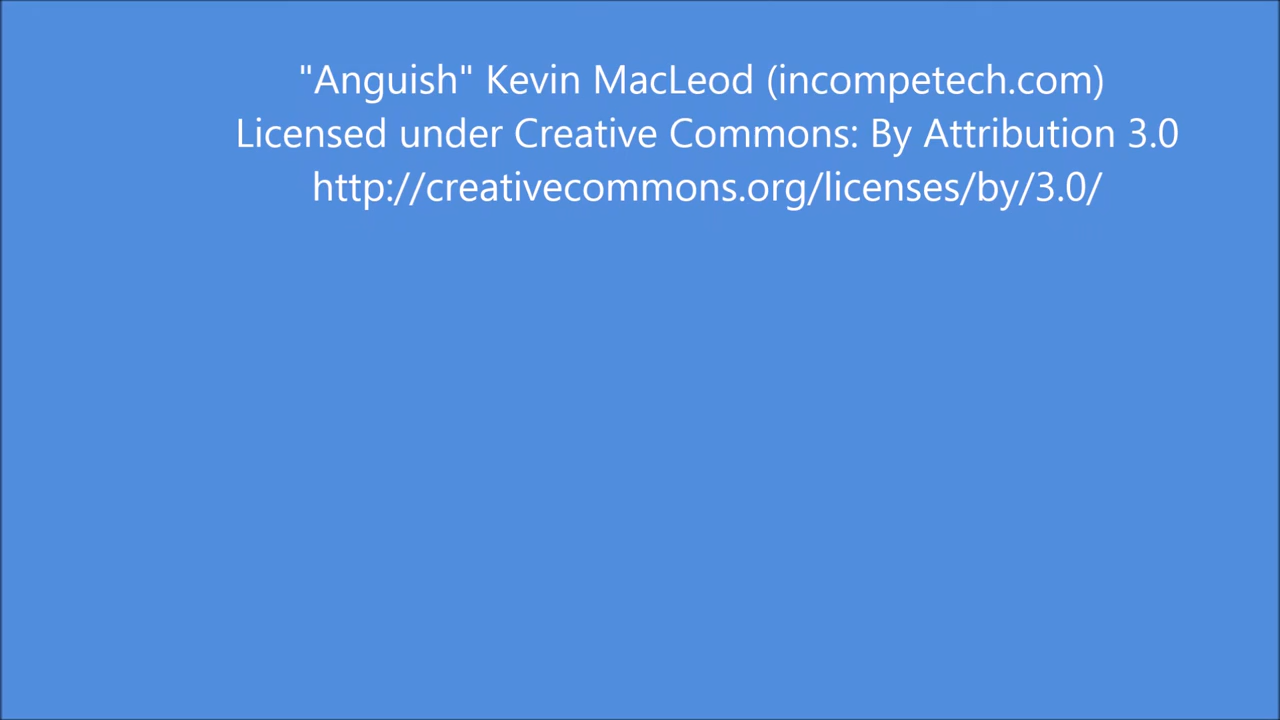 "Anguish" Kevin MacLeod (incompetech.com)
Licensed under Creative Commons: By Attribution 3.0
http://creativecommons.org/licenses/by/3.0/